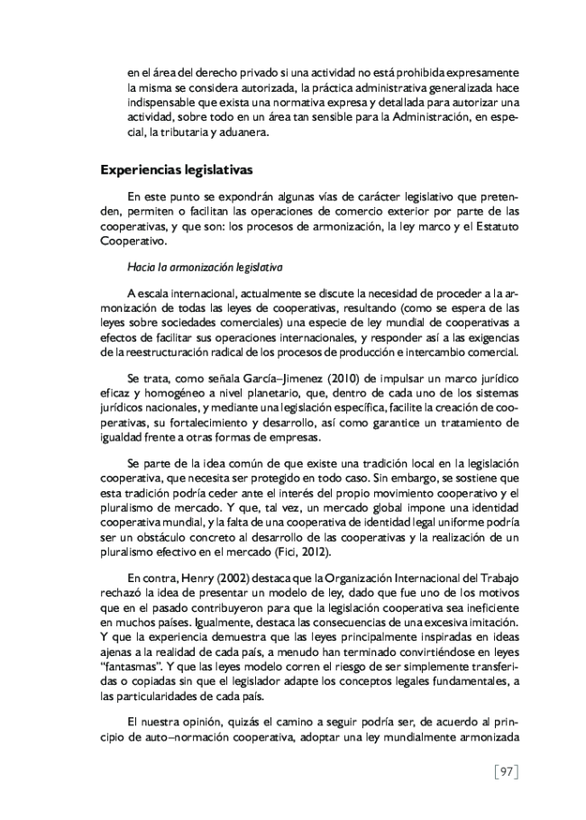 en el área del derecho privado si una actividad no está prohibida expresamente
la misma se considera autorizada, la práctica administrativa generalizada hace
indispensable que exista una normativa expresa y detallada para autorizar una
actividad, sobre todo en un área tan sensible para la Administración, en espe-
cial, la tributaria y aduanera.
Experiencias legislativas
En este punto se expondrán algunas vías de carácter legislativo que preten-
den, permiten o facilitan las operaciones de comercio exterior por parte de las
cooperativas, y que son: los procesos de armonización, la ley marco y el Estatuto
Cooperativo.
Hacia la armonización legislativa
A escala internacional, actualmente se discute la necesidad de proceder a la ar-
monización de todas las leyes de cooperativas, resultando (como se espera de las
leyes sobre sociedades comerciales) una especie de ley mundial de cooperativas a
efectos de facilitar sus operaciones internacionales, y responder así a las exigencias
de la reestructuración radical de los procesos de producción e intercambio comercial.
Se trata, como señala García–Jimenez (2010) de impulsar un marco jurídico
eficaz y homogéneo a nivel planetario, que, dentro de cada uno de los sistemas
jurídicos nacionales, y mediante una legislación específica, facilite la creación de coo-
perativas, su fortalecimiento y desarrollo, así como garantice un tratamiento de
igualdad frente a otras formas de empresas.
Se parte de la idea común de que existe una tradición local en la legislación
cooperativa, que necesita ser protegido en todo caso. Sin embargo, se sostiene que
esta tradición podría ceder ante el interés del propio movimiento cooperativo y el
pluralismo de mercado. Y que, tal vez, un mercado global impone una identidad
cooperativa mundial, y la falta de una cooperativa de identidad legal uniforme podría
ser un obstáculo concreto al desarrollo de las cooperativas y la realización de un
pluralismo efectivo en el mercado (Fici, 2012).
En contra, Henry (2002) destaca que la Organización Internacional del Trabajo
rechazó la idea de presentar un modelo de ley, dado que fue uno de los motivos
que en el pasado contribuyeron para que la legislación cooperativa sea ineficiente
en muchos países. Igualmente, destaca las consecuencias de una excesiva imitación.
Y que la experiencia demuestra que las leyes principalmente inspiradas en ideas
ajenas a la realidad de cada país, a menudo han terminado convirtiéndose en leyes
“fantasmas”. Y que las leyes modelo corren el riesgo de ser simplemente transferi-
das o copiadas sin que el legislador adapte los conceptos legales fundamentales, a
las particularidades de cada país.
El nuestra opinión, quizás el camino a seguir podría ser, de acuerdo al prin-
cipio de auto–normación cooperativa, adoptar una ley mundialmente armonizada
[97]